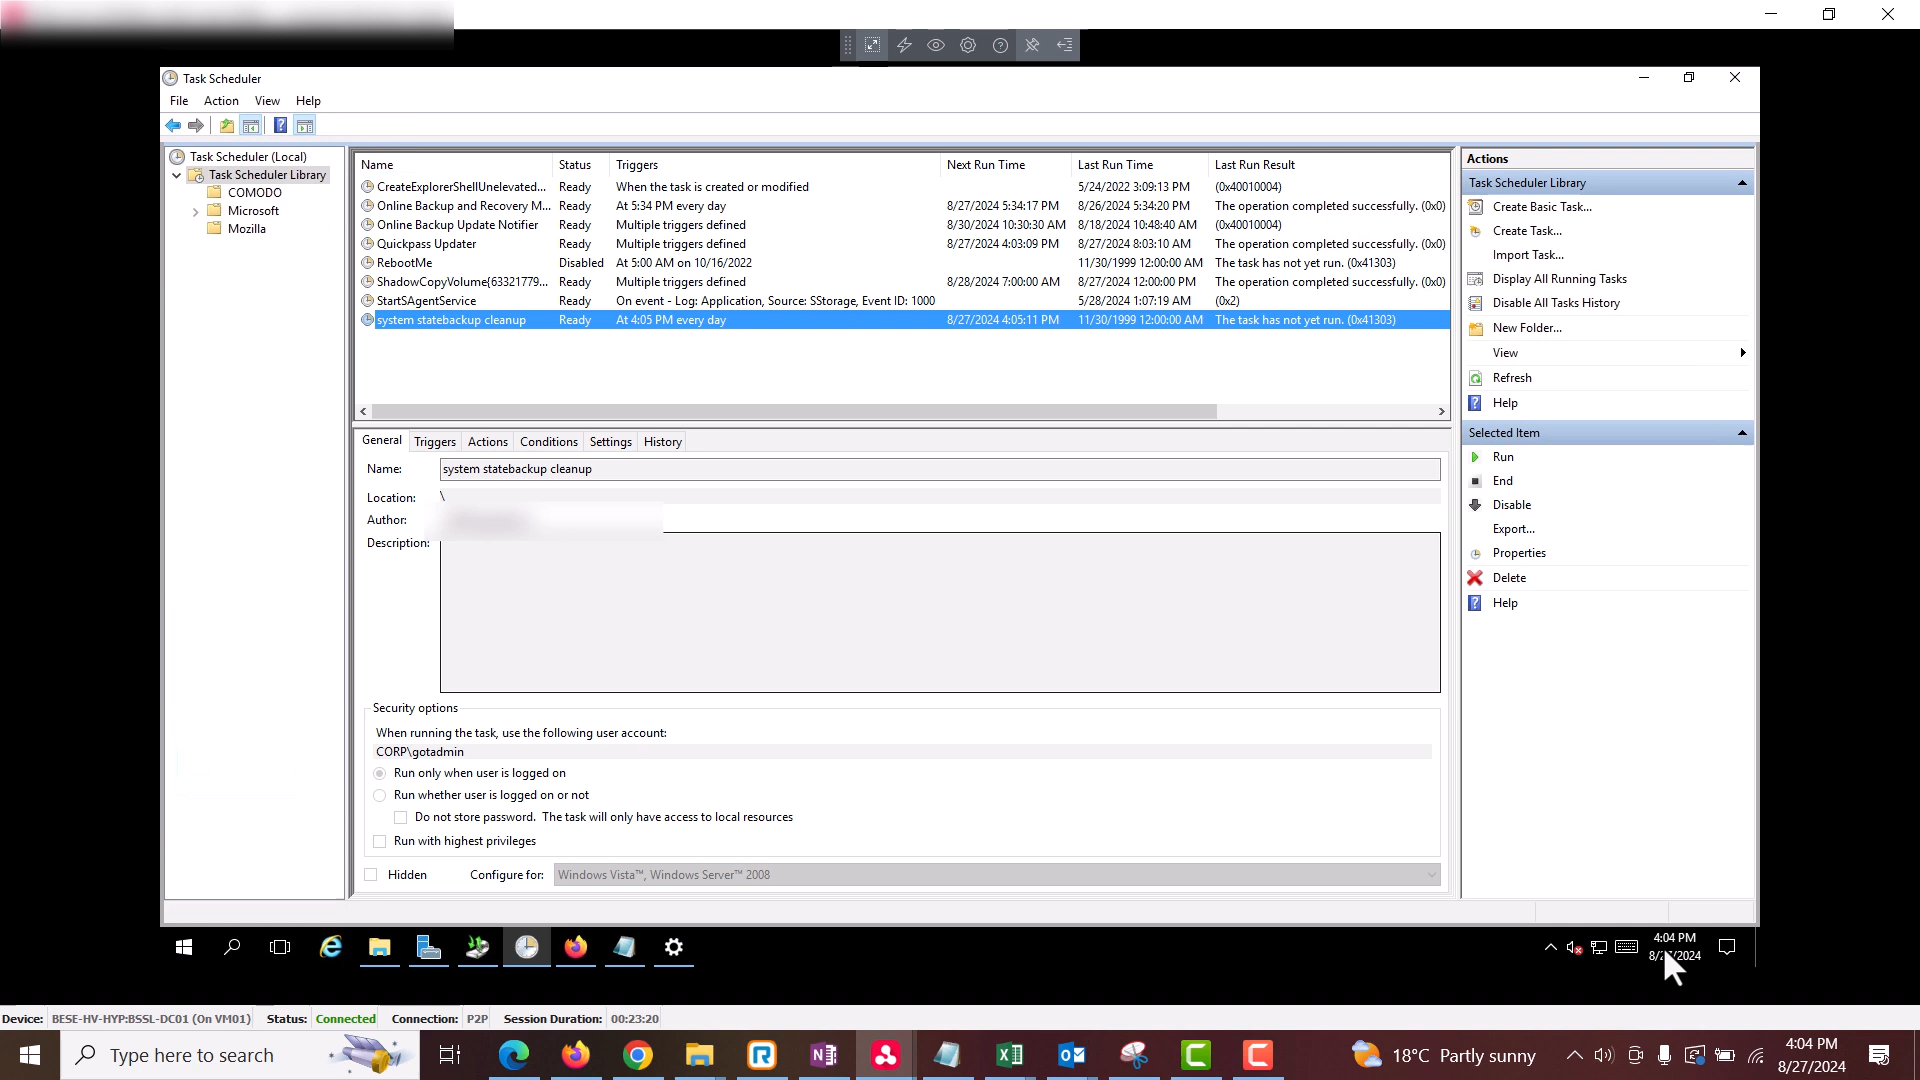 Task Scheduler
File Action View Help
Task Scheduler (Local)
Task Scheduler Library
COMODO
Microsoft
Mozilla
Name Status Triggers Next Run Time Last Run Time Last Run Result
CreateExplorerShellUnelevated... Ready When the task is created or modified 5/24/2022 3:09:13 PM (0x40010004)
Online Backup and Recovery M... Ready At 5:34 PM every day 8/27/2024 5:34:17 PM 8/26/2024 5:34:20 PM The operation completed successfully. (0x0)
Online Backup Update Notifier Ready Multiple triggers defined 8/30/2024 10:30:30 AM 8/18/2024 10:48:40 AM (0x40010004)
Quickpass Updater Ready Multiple triggers defined 8/27/2024 4:03:09 PM 8/27/2024 8:03:10 AM The operation completed successfully. (0x0)
RebootMe Disabled At 5:00 AM on 10/16/2022 11/30/1999 12:00:00 AM The task has not yet run. (0x41303)
ShadowCopyVolume{63321779... Ready Multiple triggers defined 8/28/2024 7:00:00 AM 8/27/2024 12:00:00 PM The operation completed successfully. (0x0)
StartSAgentService Ready On event - Log: Application, Source: SStorage, Event ID: 1000 5/28/2024 1:07:19 AM (0x2)
system statebackup cleanup Ready At 4:05 PM every day 8/27/2024 4:05:11 PM 11/30/1999 12:00:00 AM The task has not yet run. (0x41303)
General Triggers Actions Conditions Settings History
Name: system statebackup cleanup
Location: \
Author:
Description:
Security options
When running the task, use the following user account:
CORP\gotadmin
Run only when user is logged on
Run whether user is logged on or not
Do not store password. The task will only have access to local resources
Run with highest privileges
Hidden Configure for: Windows Vista™, Windows Server™ 2008
Actions
Task Scheduler Library
Create Basic Task...
Create Task...
Import Task...
Display All Running Tasks
Disable All Tasks History
New Folder...
View
Refresh
Help
Selected Item
Run
End
Disable
Export...
Properties
Delete
Help
4:04 PM
Device: BESE-HV-HYP:BSSL-DC01 (On VM01) Status: Connected Connection: P2P Session Duration: 00:23:20
Type here to search
18°C Partly sunny
4:04 PM
8/27/2024